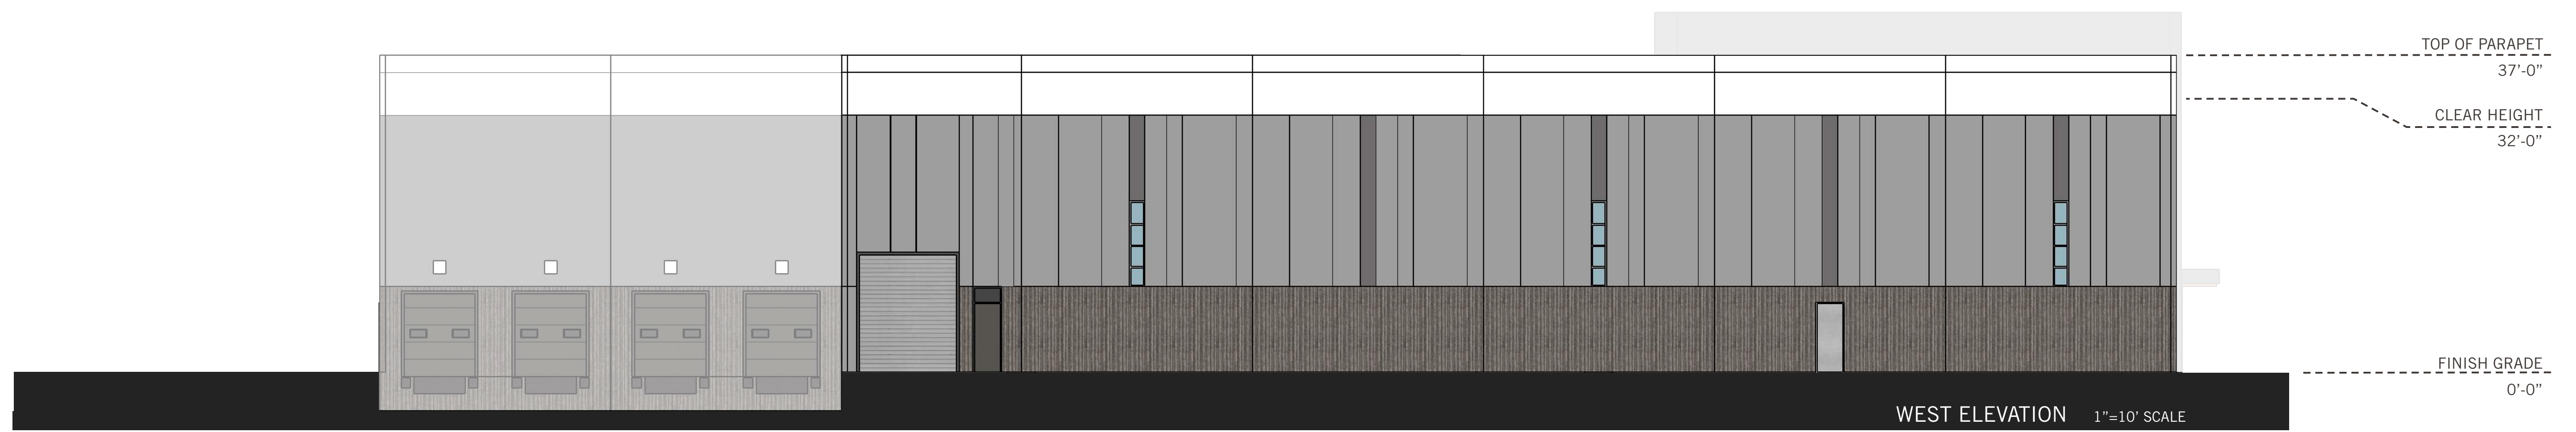 TOP OF PARAPET
37’-0”
CLEAR HEIGHT
32’-0”
FINISH GRADE
0’-0”
WEST ELEVATION 1”=10’ SCALE